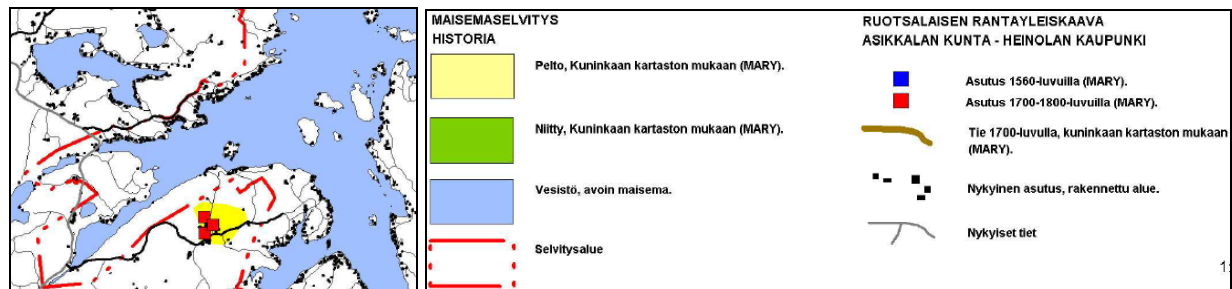 MAISEMASELVITYS
HISTORIA
Pelto, Kuninkaan kartaston mukaan (MARY).
Niitty, Kuninkaan kartaston mukaan (MARY).
Vesistö, avoin maisema.
Selvitysalue
RUOTSALAISEN RANTAYLEISKAAVA
ASIKKALAN KUNTA - HEINOLAN KAUPUNKI
Asutus 1560-luvuilla (MARY).
Asutus 1700-1800-luvuilla (MARY).
Tie 1700-luvulla, kuninkaan kartaston mukaan
(MARY).
Nykyinen asutus, rakennettu alue.
Nykyiset tiet
1: